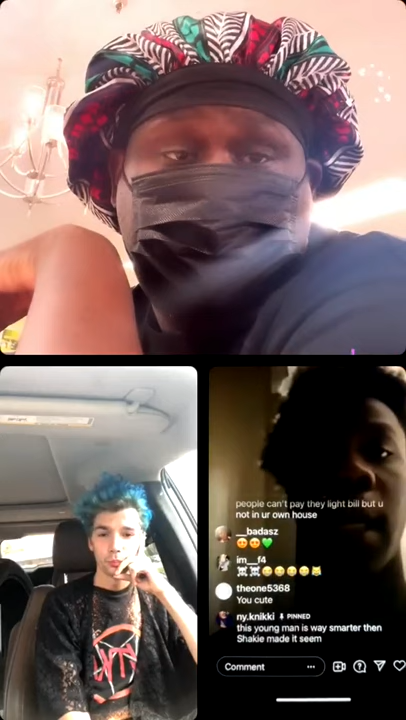 people can't pay they light bill but u
not in ur own house
__badasz
😍😍💚
im__f4
☠️☠️😄😄😄😄😹
theone5368
You cute
ny.knikki PINNED
this young man is way smarter then
Shakie made it seem
Comment